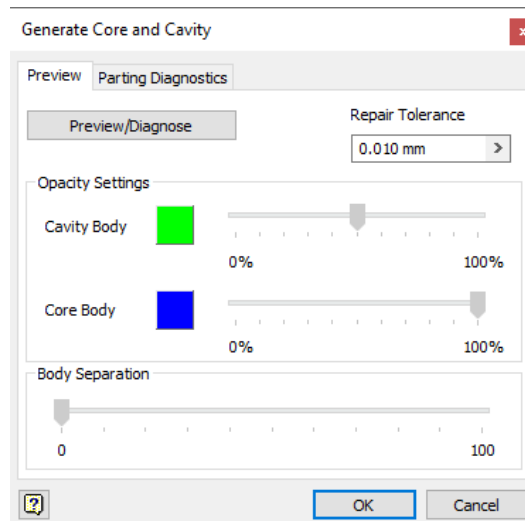 Generate Core and Cavity
x
Preview
Parting Diagnostics
Preview/Diagnose
Repair Tolerance
0.010 mm
>
Opacity Settings
Cavity Body
0%
100%
Core Body
0%
100%
Body Separation
0
100
?
OK
Cancel